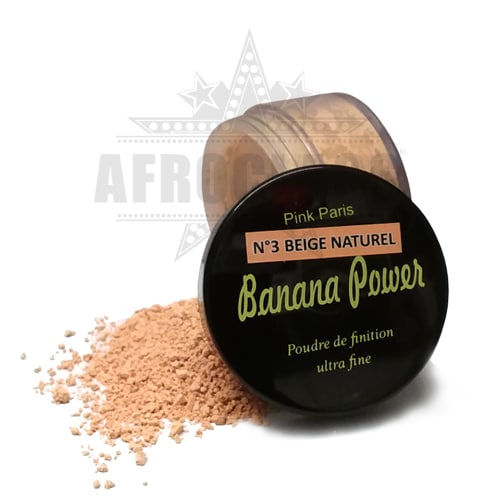 Pink Paris
N°3 BEIGE NATUREL
Banana Power
Poudre de finition
ultra fine